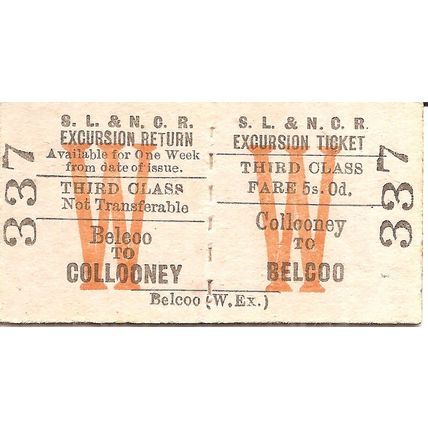 S. L. & N. C. R.
EXCURSION RETURN
Available for One Week
from date of issue.
THIRD CLASS
Not Transferable
Belcoo
TO
COLLOONEY
337
W
S. L. & N. C. R.
EXCURSION TICKET
THIRD CLASS
FARE 5s. 0d.
Collooney
TO
BELCOO
337
W
Belcoo (W. Ex.)